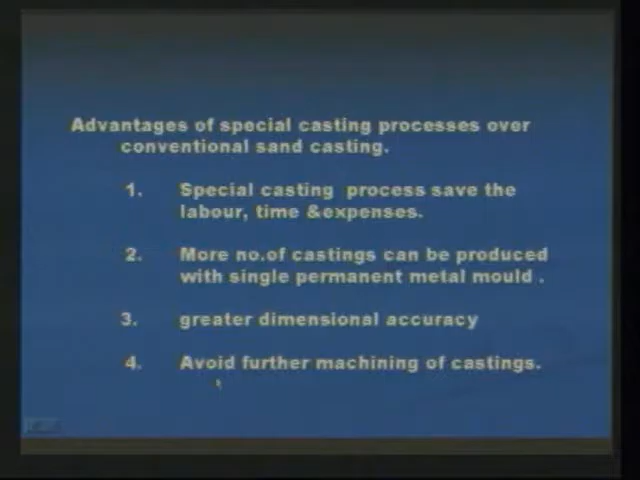 Advantages of special casting processes over
conventional sand casting.
1. Special casting process save the
labour, time &expenses.
2. More no.of castings can be produced
with single permanent metal mould .
3. greater dimensional accuracy
4. Avoid further machining of castings.